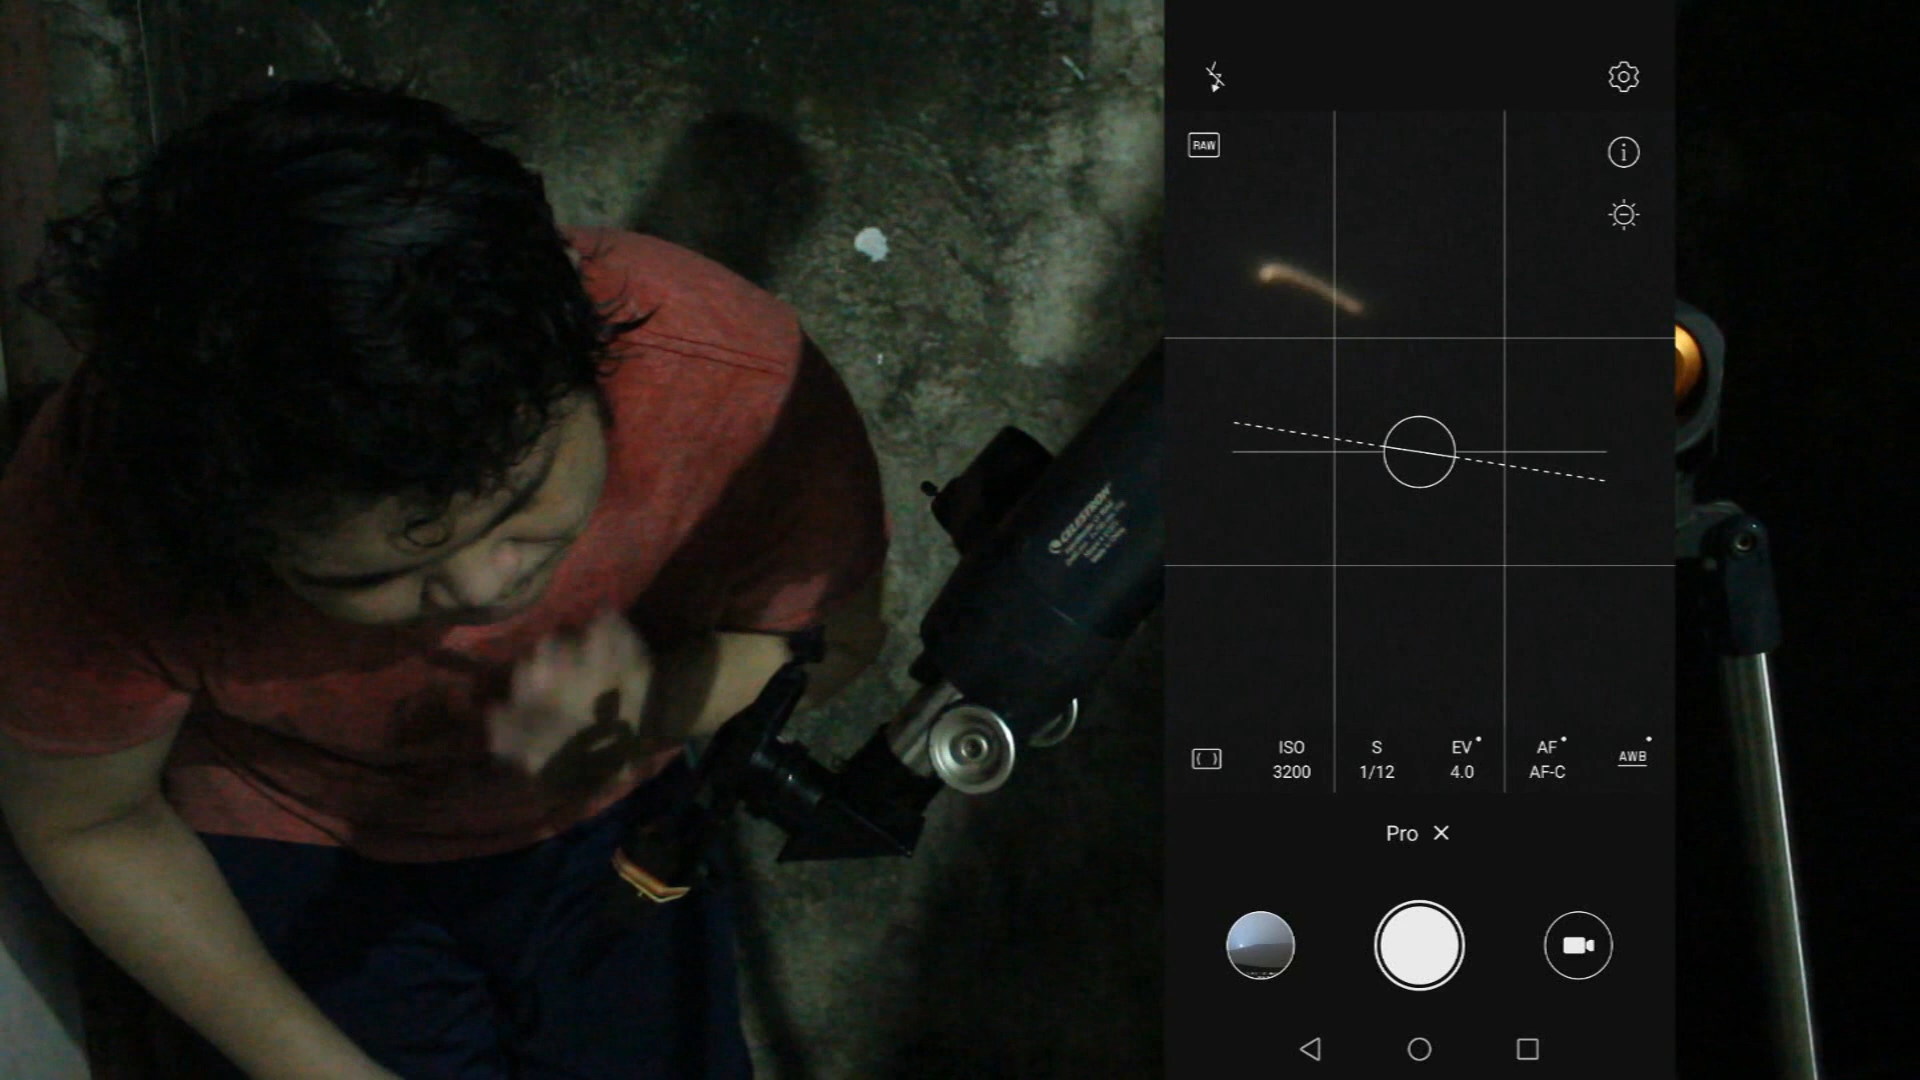 CELESTRON
RAW
ISO
3200
S
1/12
EV
4.0
AF
AF-C
AWB
Pro